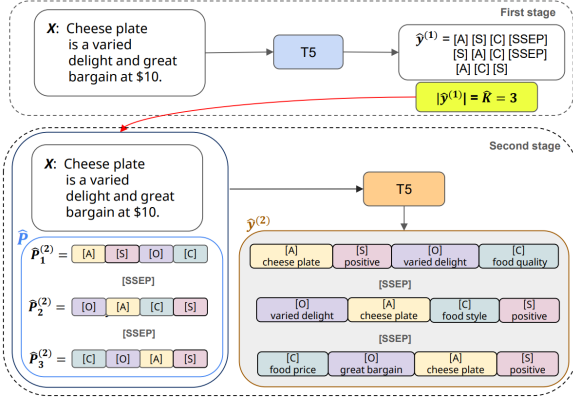 First stage
X: Cheese plate
is a varied
delight and great
bargain at $10.
T5
ŷ⁽¹⁾ = [A] [S] [C] [SSEP]
[S] [A] [C] [SSEP]
[A] [C] [S]
|ŷ⁽¹⁾| = K̂ = 3
Second stage
X: Cheese plate
is a varied
delight and great
bargain at $10.
T5
P̂
P̂₁⁽²⁾ = [A] [S] [O] [C]
[SSEP]
P̂₂⁽²⁾ = [O] [A] [C] [S]
[SSEP]
P̂₃⁽²⁾ = [C] [O] [A] [S]
ŷ⁽²⁾
[A] [S] [O] [C]
cheese plate positive varied delight food quality
[SSEP]
[O] [A] [C] [S]
varied delight cheese plate food style positive
[SSEP]
[C] [O] [A] [S]
food price great bargain cheese plate positive